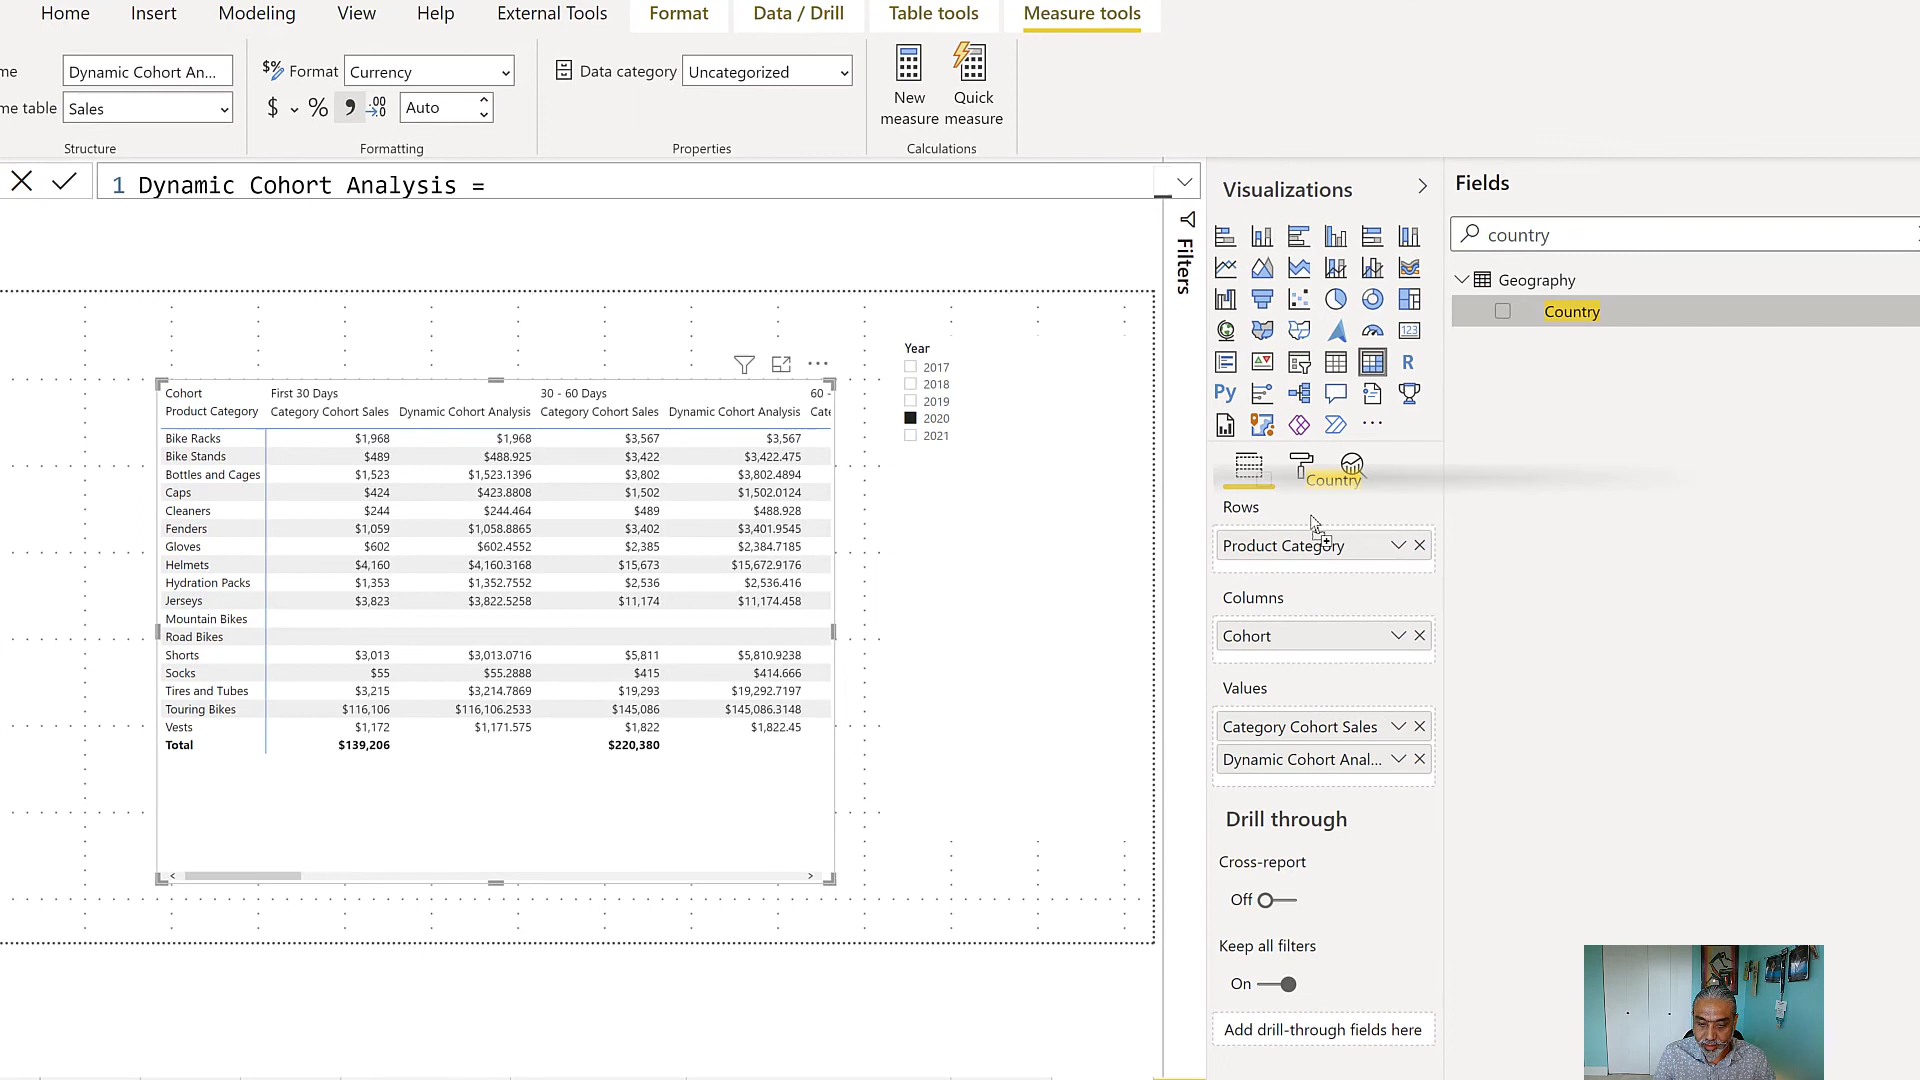 Home Insert Modeling View Help External Tools Format Data / Drill Table tools Measure tools
me Dynamic Cohort An... Format Currency Data category Uncategorized New measure Quick measure
me table Sales $ % 9 .00 →.0 Auto
Structure Formatting Properties Calculations
1 Dynamic Cohort Analysis =
Filters
Year
2017
2018
2019
2020
2021
Cohort First 30 Days 30 - 60 Days 60 -
Product Category Category Cohort Sales Dynamic Cohort Analysis Category Cohort Sales Dynamic Cohort Analysis Cate
Bike Racks $1,968 $1,968 $3,567 $3,567
Bike Stands $489 $488.925 $3,422 $3,422.475
Bottles and Cages $1,523 $1,523.1396 $3,802 $3,802.4894
Caps $424 $423.8808 $1,502 $1,502.0124
Cleaners $244 $244.464 $489 $488.928
Fenders $1,059 $1,058.8865 $3,402 $3,401.9545
Gloves $602 $602.4552 $2,385 $2,384.7185
Helmets $4,160 $4,160.3168 $15,673 $15,672.9176
Hydration Packs $1,353 $1,352.7552 $2,536 $2,536.416
Jerseys $3,823 $3,822.5258 $11,174 $11,174.458
Mountain Bikes
Road Bikes
Shorts $3,013 $3,013.0716 $5,811 $5,810.9238
Socks $55 $55.2888 $415 $414.666
Tires and Tubes $3,215 $3,214.7869 $19,293 $19,292.7197
Touring Bikes $116,106 $116,106.2533 $145,086 $145,086.3148
Vests $1,172 $1,171.575 $1,822 $1,822.45
Total $139,206 $220,380
Visualizations
123
R
Py
Country
Rows
Product Category
Columns
Cohort
Values
Category Cohort Sales
Dynamic Cohort Anal...
Drill through
Cross-report
Off
Keep all filters
On
Add drill-through fields here
Fields
country
Geography
Country